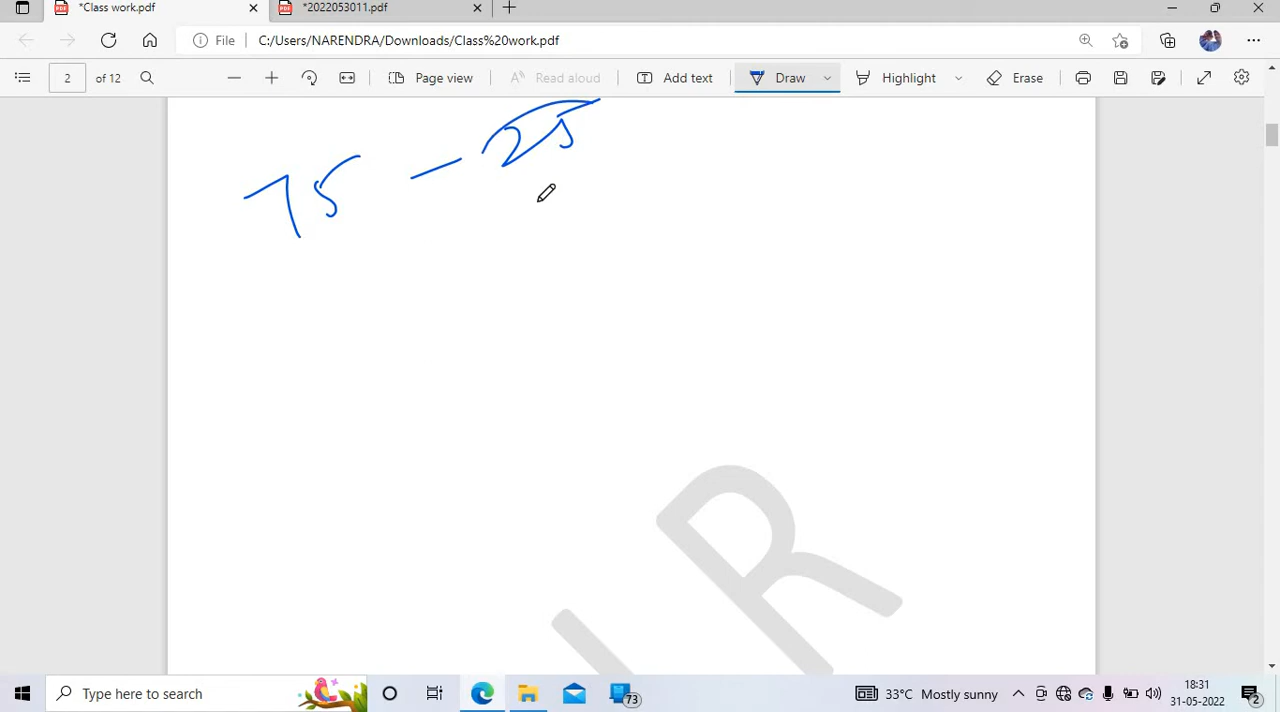 *Class work.pdf
*2022053011.pdf
File C:/Users/NARENDRA/Downloads/Class%20work.pdf
2 of 12 Page view Read aloud Add text Draw Highlight Erase
75 - 25
R
Type here to search
73
33°C Mostly sunny
18:31
31-05-2022
2